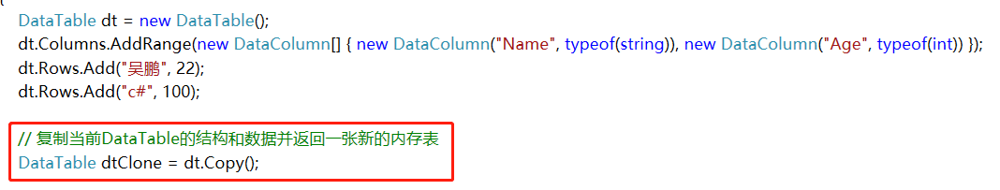 DataTable dt = new DataTable();
dt.Columns.AddRange(new DataColumn[] { new DataColumn("Name", typeof(string)), new DataColumn("Age", typeof(int)) });
dt.Rows.Add("吴鹏", 22);
dt.Rows.Add("c#", 100);
// 复制当前DataTable的结构和数据并返回一张新的内存表
DataTable dtClone = dt.Copy();